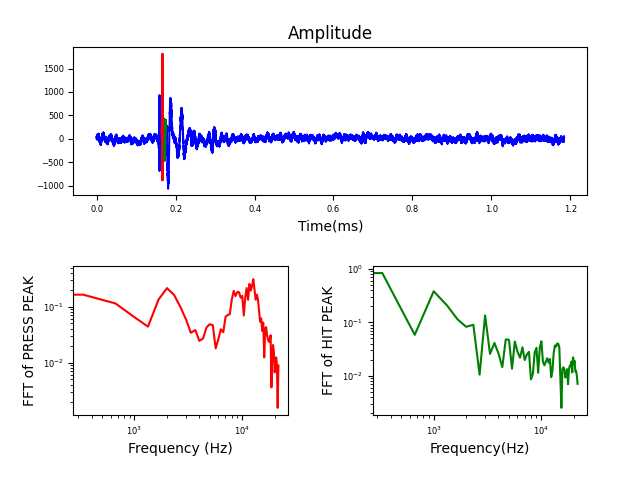 Amplitude
1500
1000
500
0
−500
−1000
0.0 0.2 0.4 0.6 0.8 1.0 1.2
Time(ms)
FFT of PRESS PEAK
10⁻¹
10⁻²
10³ 10⁴
Frequency (Hz)
FFT of HIT PEAK
10⁰
10⁻¹
10⁻²
10³ 10⁴
Frequency(Hz)